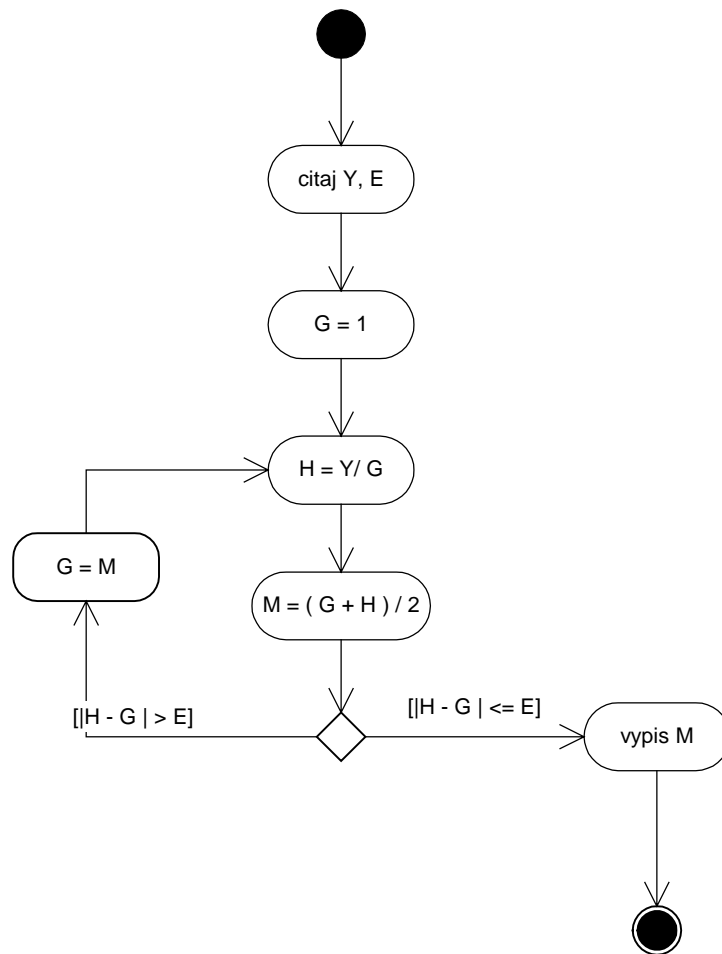 citaj Y, E
G = 1
H = Y/ G
G = M
M = ( G + H ) / 2
[|H - G | > E]
[|H - G | <= E]
vypis M